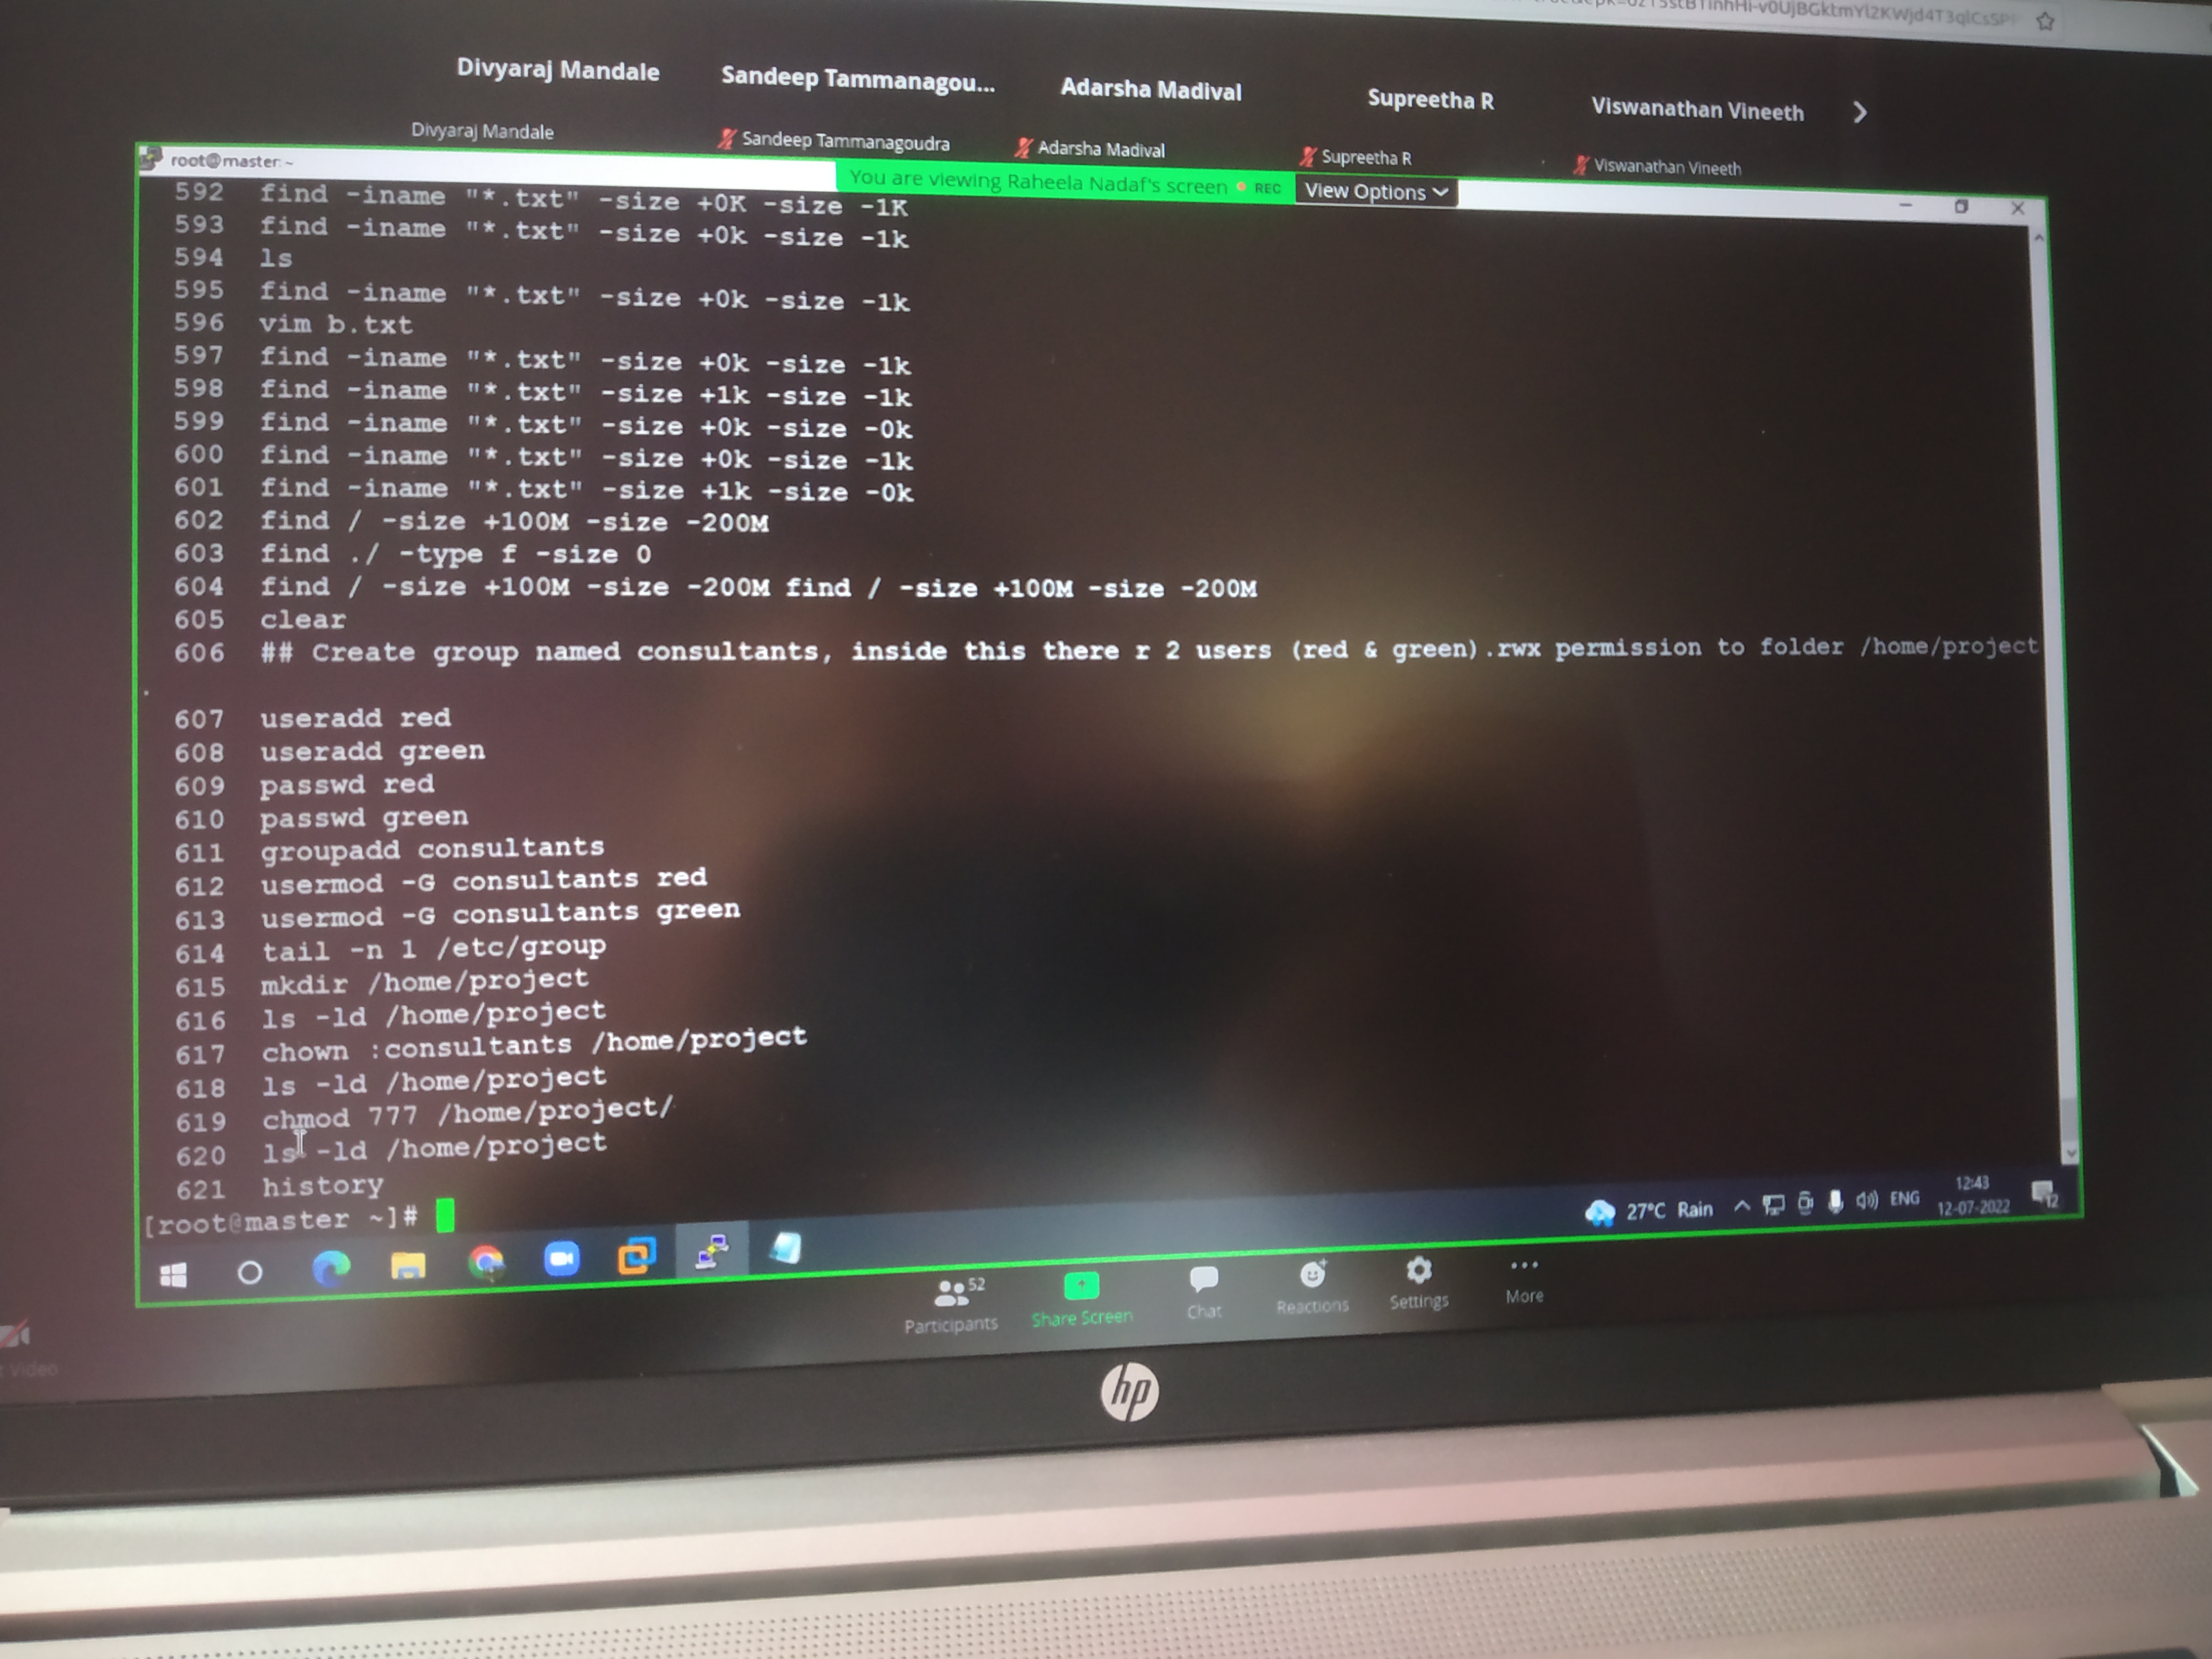 Divyaraj Mandale
Sandeep Tammanagou...
Adarsha Madival
Supreetha R
Viswanathan Vineeth
Divyaraj Mandale
Sandeep Tammanagoudra
Adarsha Madival
Supreetha R
Viswanathan Vineeth
root@master:~
You are viewing Raheela Nadaf's screen
REC
View Options
592 find -iname "*.txt" -size +0K -size -1K
593 find -iname "*.txt" -size +0k -size -1k
594 ls
595 find -iname "*.txt" -size +0k -size -1k
596 vim b.txt
597 find -iname "*.txt" -size +0k -size -1k
598 find -iname "*.txt" -size +1k -size -1k
599 find -iname "*.txt" -size +0k -size -0k
600 find -iname "*.txt" -size +0k -size -1k
601 find -iname "*.txt" -size +1k -size -0k
602 find / -size +100M -size -200M
603 find ./ -type f -size 0
604 find / -size +100M -size -200M find / -size +100M -size -200M
605 clear
606 ## Create group named consultants, inside this there r 2 users (red & green).rwx permission to folder /home/project
.
607 useradd red
608 useradd green
609 passwd red
610 passwd green
611 groupadd consultants
612 usermod -G consultants red
613 usermod -G consultants green
614 tail -n 1 /etc/group
615 mkdir /home/project
616 ls -ld /home/project
617 chown :consultants /home/project
618 ls -ld /home/project
619 chmod 777 /home/project/
620 ls -ld /home/project
621 history
[root@master ~]#
27°C Rain
ENG
12:43
12-07-2022
12
52
Participants
Share Screen
Chat
Reactions
Settings
More
Video
hp